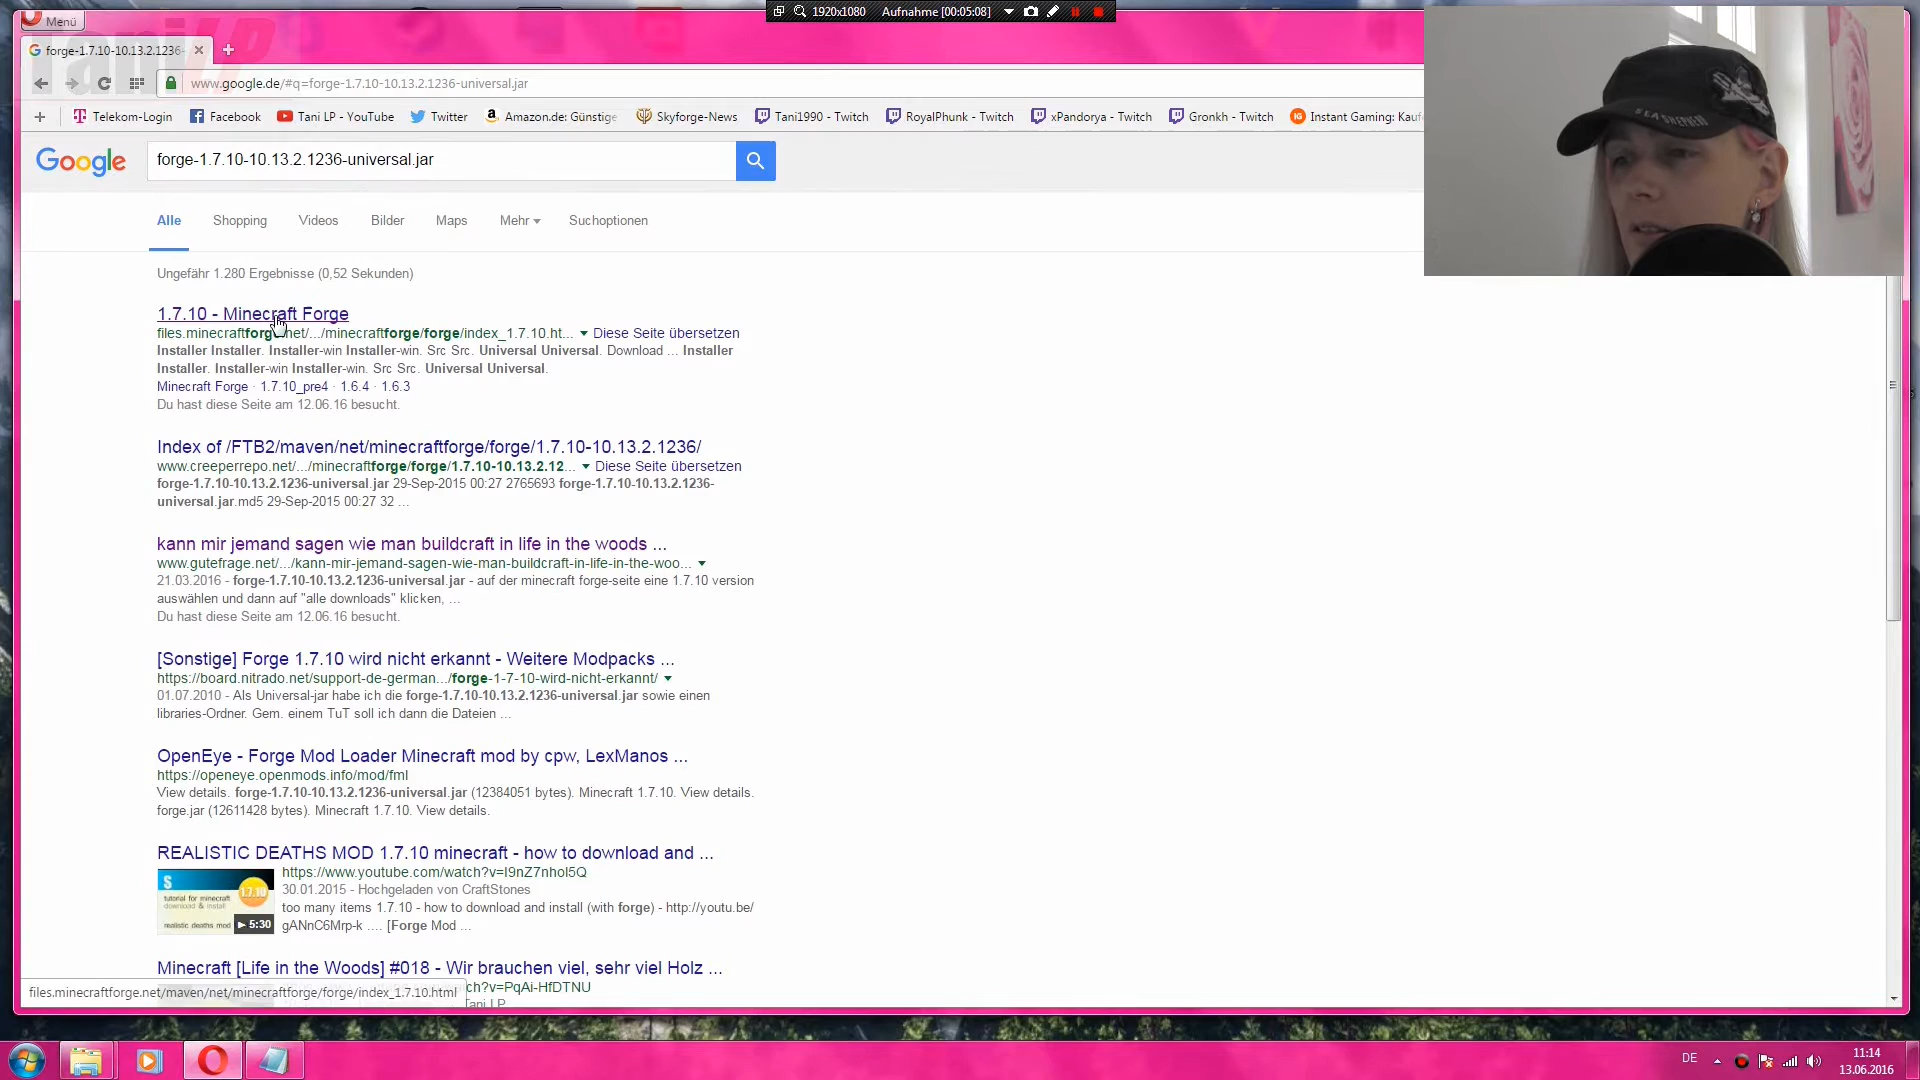 1920x1080 Aufnahme [00:05:08]
Menü
forge-1.7.10-10.13.2.1236-
Tani LP
www.google.de/#q=forge-1.7.10-10.13.2.1236-universal.jar
Telekom-Login Facebook Tani LP - YouTube Twitter Amazon.de: Günstige Skyforge-News Tani1990 - Twitch RoyalPhunk - Twitch xPandorya - Twitch Gronkh - Twitch Instant Gaming: Kauf
SEA SHEPHERD
Google forge-1.7.10-10.13.2.1236-universal.jar
Alle Shopping Videos Bilder Maps Mehr Suchoptionen
Ungefähr 1.280 Ergebnisse (0,52 Sekunden)
1.7.10 - Minecraft Forge
files.minecraftforge.net/.../minecraftforge/forge/index_1.7.10.ht... Diese Seite übersetzen
Installer Installer. Installer-win Installer-win. Src Src. Universal Universal. Download ... Installer
Installer. Installer-win Installer-win. Src Src. Universal Universal.
Minecraft Forge · 1.7.10_pre4 · 1.6.4 · 1.6.3
Du hast diese Seite am 12.06.16 besucht.
Index of /FTB2/maven/net/minecraftforge/forge/1.7.10-10.13.2.1236/
www.creeperrepo.net/.../minecraftforge/forge/1.7.10-10.13.2.12... Diese Seite übersetzen
forge-1.7.10-10.13.2.1236-universal.jar 29-Sep-2015 00:27 2765693 forge-1.7.10-10.13.2.1236-
universal.jar.md5 29-Sep-2015 00:27 32 ...
kann mir jemand sagen wie man buildcraft in life in the woods ...
www.gutefrage.net/.../kann-mir-jemand-sagen-wie-man-buildcraft-in-life-in-the-woo...
21.03.2016 - forge-1.7.10-10.13.2.1236-universal.jar - auf der minecraft forge-seite eine 1.7.10 version
auswählen und dann auf "alle downloads" klicken, ...
Du hast diese Seite am 12.06.16 besucht.
[Sonstige] Forge 1.7.10 wird nicht erkannt - Weitere Modpacks ...
https://board.nitrado.net/support-de-german.../forge-1-7-10-wird-nicht-erkannt/
01.07.2010 - Als Universal-jar habe ich die forge-1.7.10-10.13.2.1236-universal.jar sowie einen
libraries-Ordner. Gem. einem TuT soll ich dann die Dateien ...
OpenEye - Forge Mod Loader Minecraft mod by cpw, LexManos ...
https://openeye.openmods.info/mod/fml
View details. forge-1.7.10-10.13.2.1236-universal.jar (12384051 bytes). Minecraft 1.7.10. View details.
forge.jar (12611428 bytes). Minecraft 1.7.10. View details.
REALISTIC DEATHS MOD 1.7.10 minecraft - how to download and ...
https://www.youtube.com/watch?v=I9nZ7nhol5Q
30.01.2015 - Hochgeladen von CraftStones
too many items 1.7.10 - how to download and install (with forge) - http://youtu.be/
gANnC6Mrp-k .... [Forge Mod ...
S
1.7.10
tutorial for minecraft
download & install
realistic deaths mod 5:30
Minecraft [Life in the Woods] #018 - Wir brauchen viel, sehr viel Holz ...
ch?v=PqAi-HfDTNU
Tani LP
files.minecraftforge.net/maven/net/minecraftforge/forge/index_1.7.10.html
DE
11:14
13.06.2016